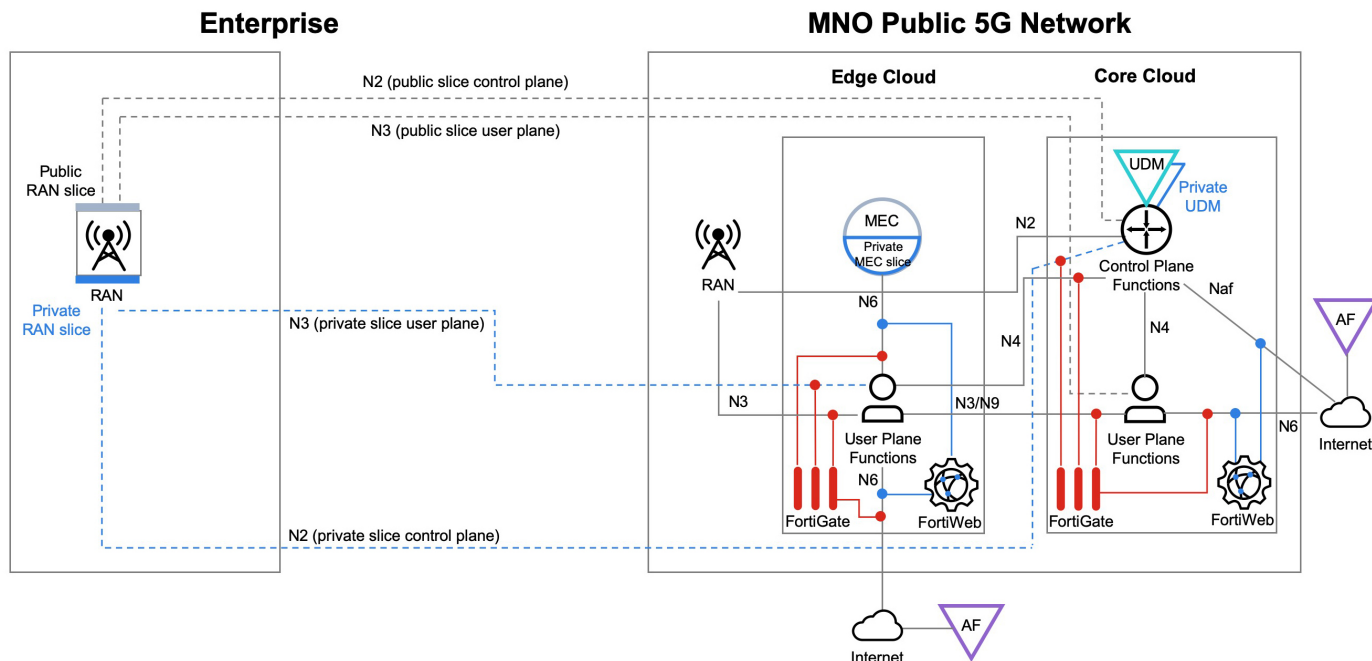 Enterprise
MNO Public 5G Network
Edge Cloud
Core Cloud
N2 (public slice control plane)
N3 (public slice user plane)
Public
RAN slice
RAN
Private
RAN slice
N3 (private slice user plane)
N2 (private slice control plane)
RAN
MEC
Private
MEC slice
N6
N3
User Plane
Functions
N6
FortiGate
FortiWeb
N3/N9
N4
N2
UDM
Private
UDM
Control Plane
Functions
Naf
N4
User Plane
Functions
FortiGate
FortiWeb
N6
AF
Internet
Internet
AF